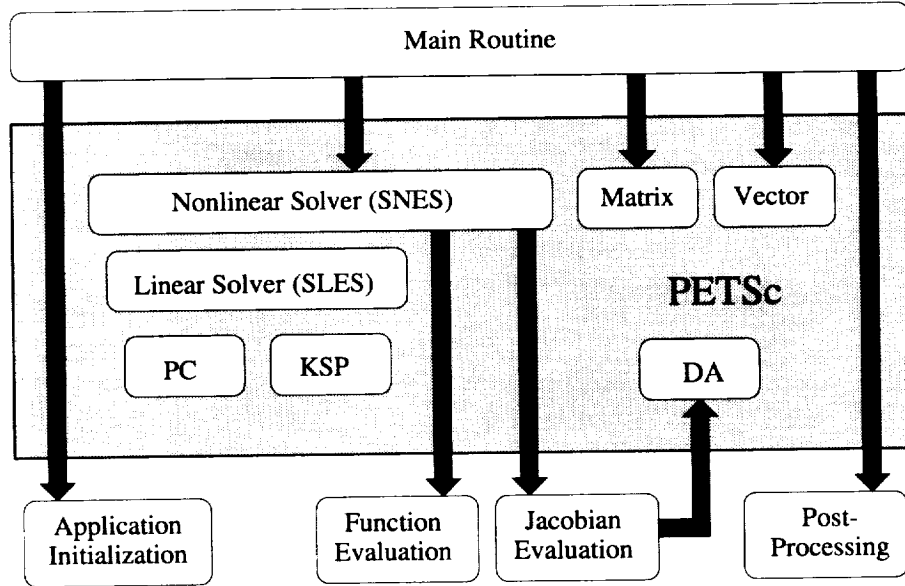 Main Routine
Nonlinear Solver (SNES)
Matrix
Vector
Linear Solver (SLES)
PETSc
PC
KSP
DA
Application
Initialization
Function
Evaluation
Jacobian
Evaluation
Post-
Processing